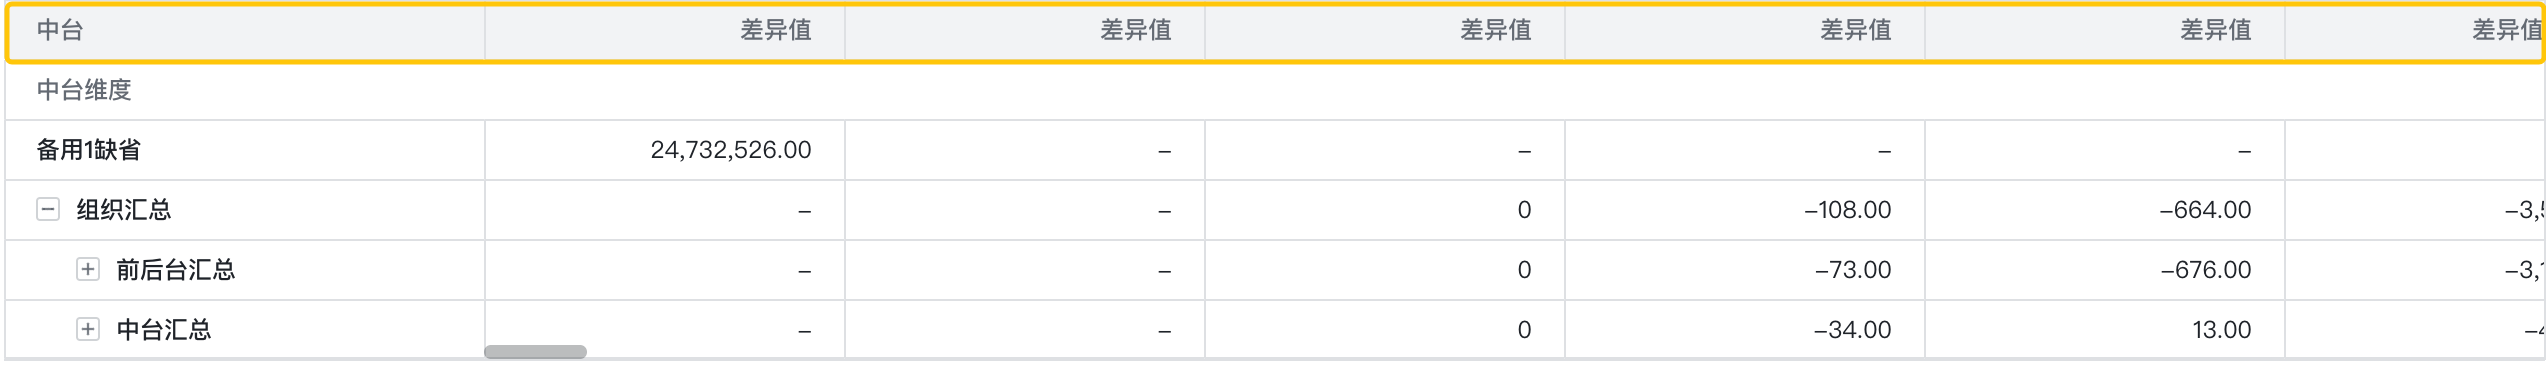 中台 差异值 差异值 差异值 差异值 差异值 差异值
中台维度
备用1缺省 24,732,526.00 – – – –
组织汇总 – – 0 –108.00 –664.00 –3,5
前后台汇总 – – 0 –73.00 –676.00 –3,
中台汇总 – – 0 –34.00 13.00 –4